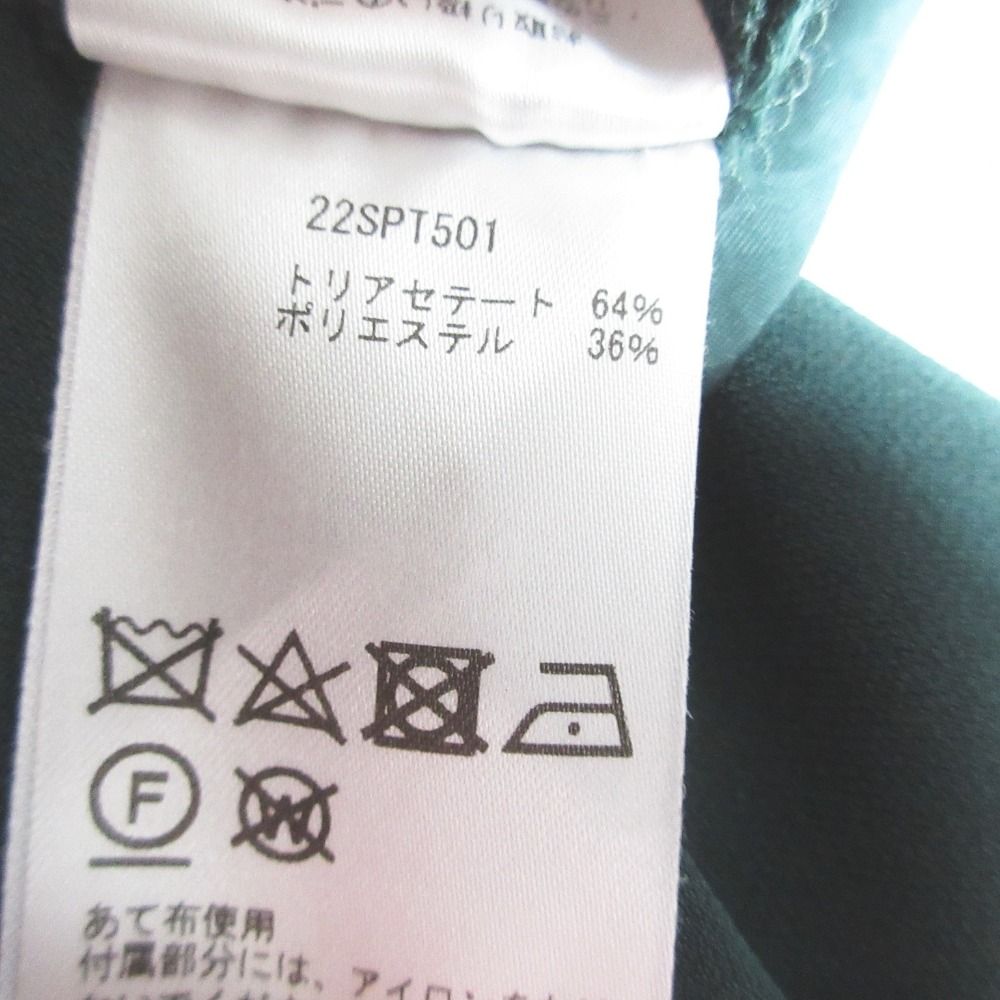 22SPT501
トリアセテート 64%
ポリエステル 36%
F
W
あて布使用
付属部分には、アイロンを